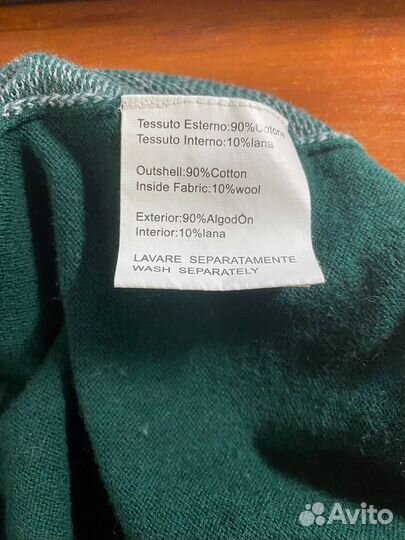 Tessuto Esterno:90%Cotone
Tessuto Interno:10%lana
Outshell:90%Cotton
Inside Fabric:10%wool
Exterior:90%AlgodÓn
Interior:10%lana
LAVARE SEPARATAMENTE
WASH SEPARATELY
Avito